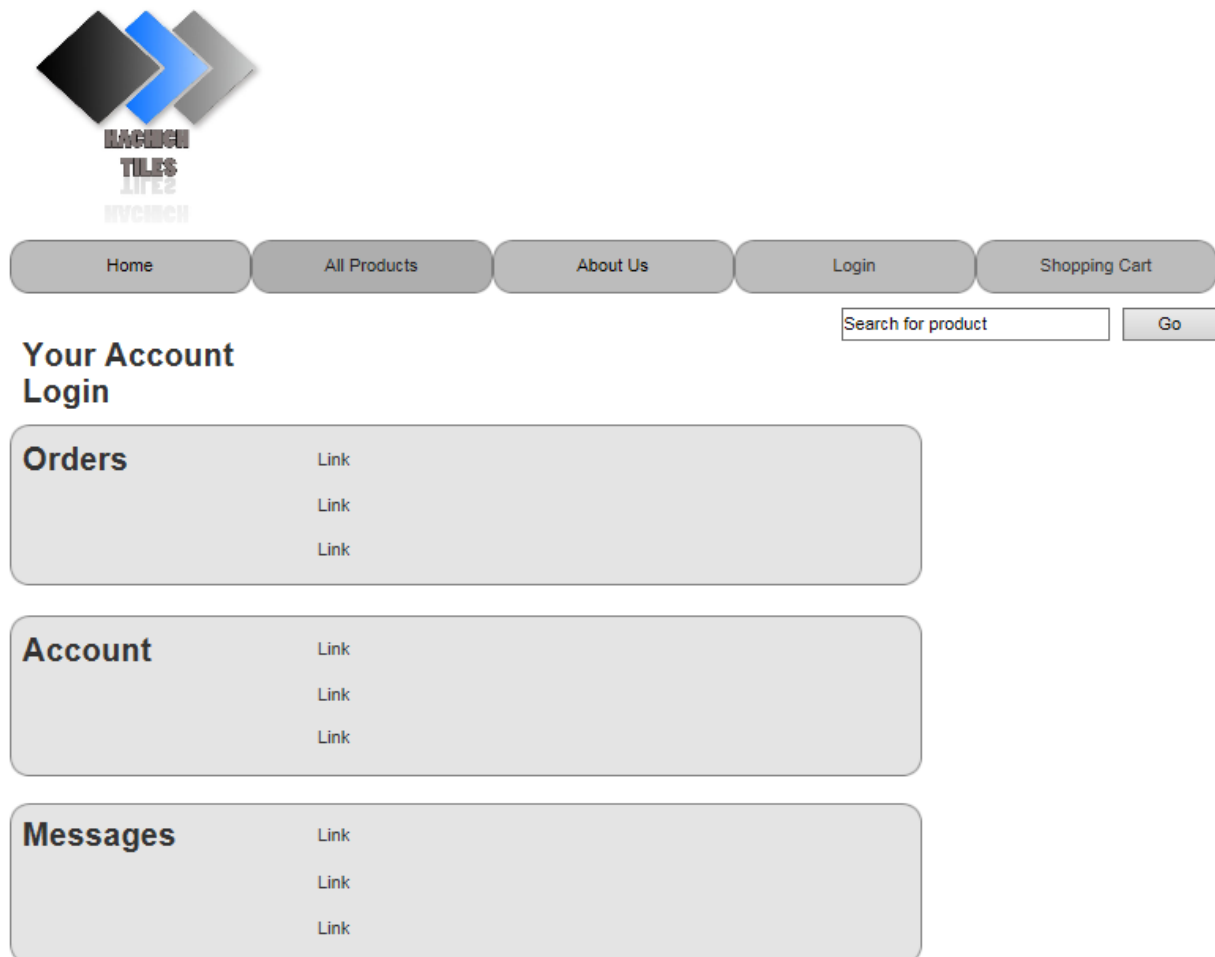 HACHICH
TILES
Home
All Products
About Us
Login
Shopping Cart
Search for product
Go
Your Account
Login
Orders
Link
Link
Link
Account
Link
Link
Link
Messages
Link
Link
Link